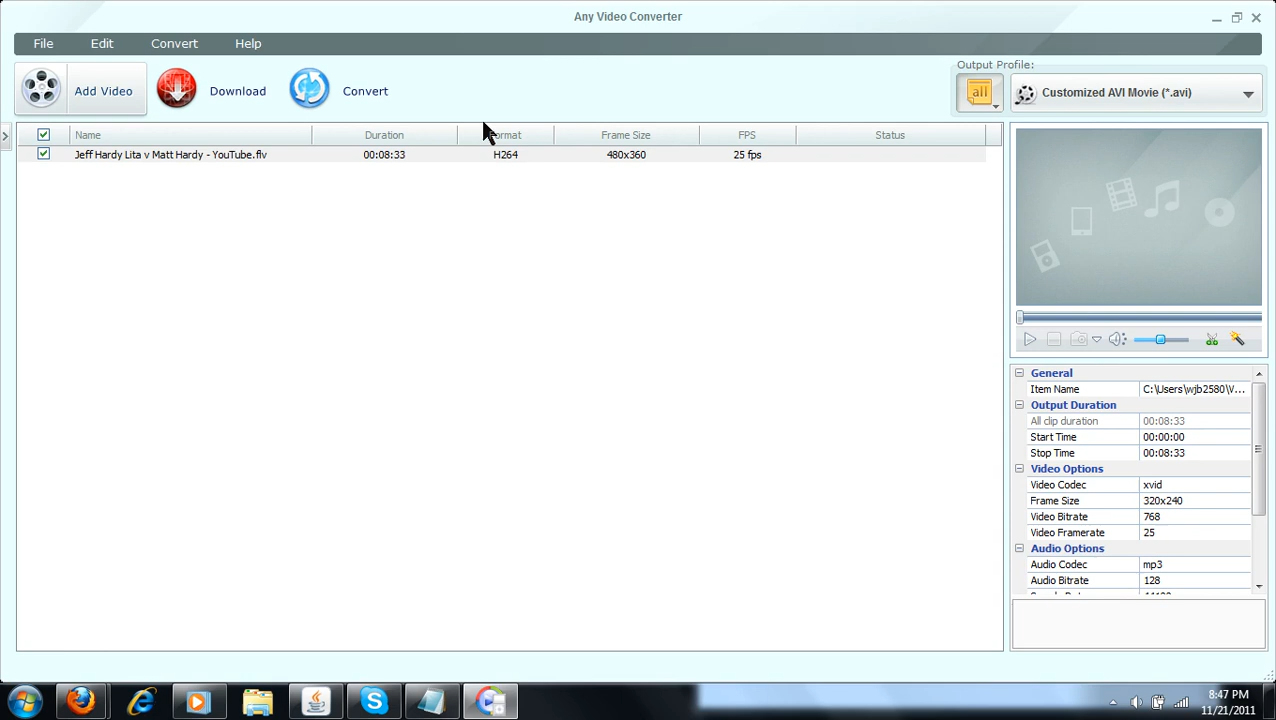 Any Video Converter
File Edit Convert Help
Add Video Download Convert
Output Profile:
all Customized AVI Movie (*.avi)
Name Duration Format Frame Size FPS Status
Jeff Hardy Lita v Matt Hardy - YouTube.flv 00:08:33 H264 480x360 25 fps
General
Item Name C:\Users\wjb2580\V...
Output Duration
All clip duration 00:08:33
Start Time 00:00:00
Stop Time 00:08:33
Video Options
Video Codec xvid
Frame Size 320x240
Video Bitrate 768
Video Framerate 25
Audio Options
Audio Codec mp3
Audio Bitrate 128
8:47 PM
11/21/2011